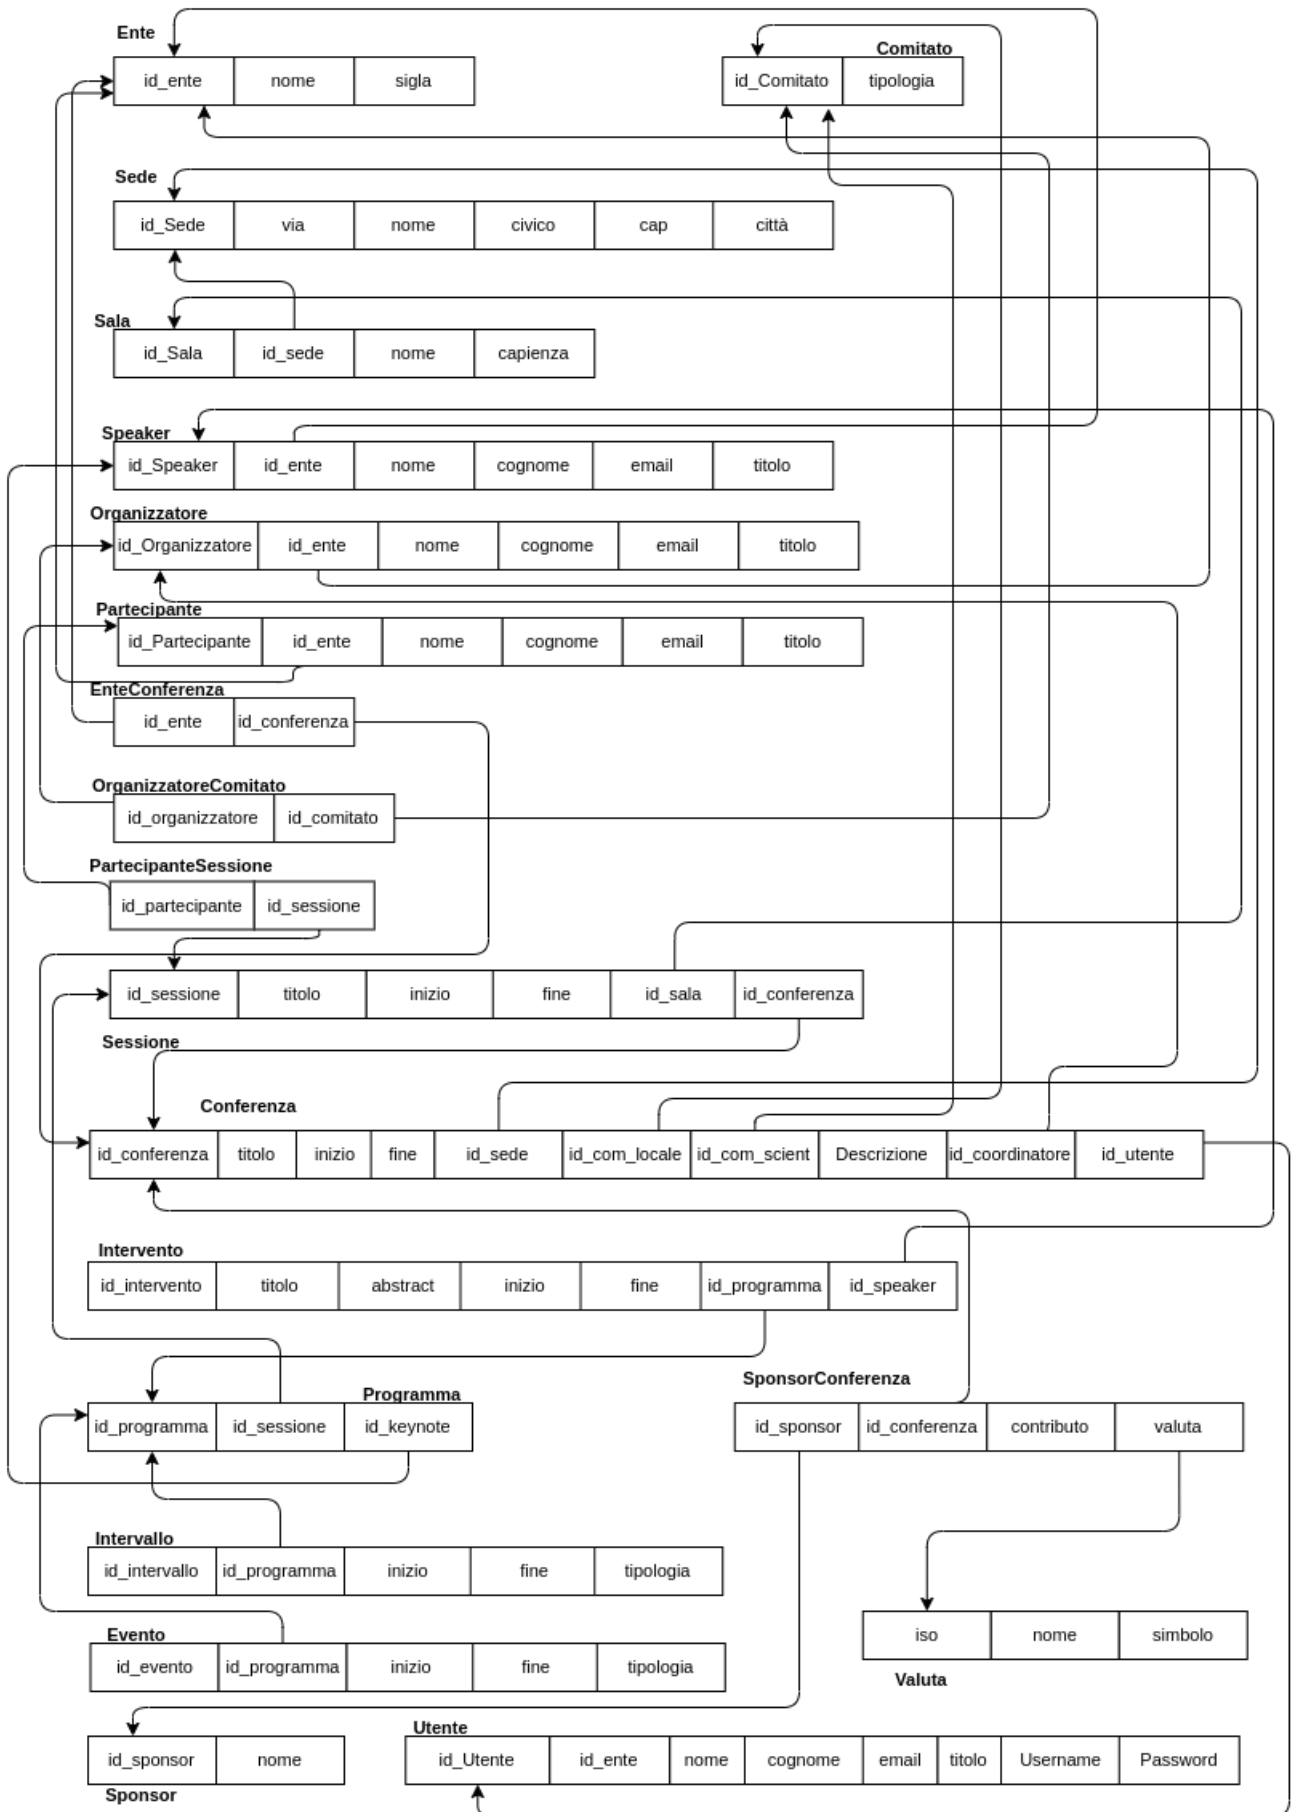 Ente
id_ente nome sigla
Comitato
id_Comitato tipologia
Sede
id_Sede via nome civico cap città
Sala
id_Sala id_sede nome capienza
Speaker
id_Speaker id_ente nome cognome email titolo
Organizzatore
id_Organizzatore id_ente nome cognome email titolo
Partecipante
id_Partecipante id_ente nome cognome email titolo
EnteConferenza
id_ente id_conferenza
OrganizzatoreComitato
id_organizzatore id_comitato
PartecipanteSessione
id_partecipante id_sessione
id_sessione titolo inizio fine id_sala id_conferenza
Sessione
Conferenza
id_conferenza titolo inizio fine id_sede id_com_locale id_com_scient Descrizione id_coordinatore id_utente
Intervento
id_intervento titolo abstract inizio fine id_programma id_speaker
Programma
id_programma id_sessione id_keynote
SponsorConferenza
id_sponsor id_conferenza contributo valuta
Intervallo
id_intervallo id_programma inizio fine tipologia
iso nome simbolo
Valuta
Evento
id_evento id_programma inizio fine tipologia
id_sponsor nome
Sponsor
Utente
id_Utente id_ente nome cognome email titolo Username Password